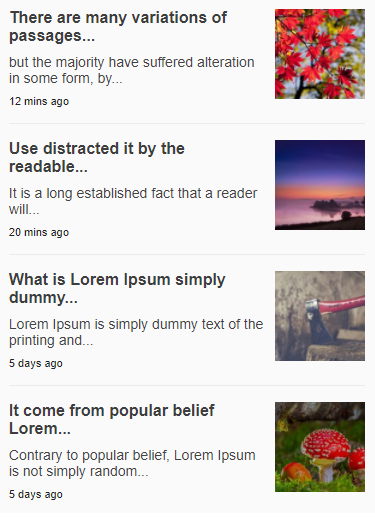 There are many variations of
passages...
but the majority have suffered alteration
in some form, by...
12 mins ago
Use distracted it by the
readable...
It is a long established fact that a reader
will...
20 mins ago
What is Lorem Ipsum simply
dummy...
Lorem Ipsum is simply dummy text of the
printing and...
5 days ago
It come from popular belief
Lorem...
Contrary to popular belief, Lorem Ipsum
is not simply random...
5 days ago